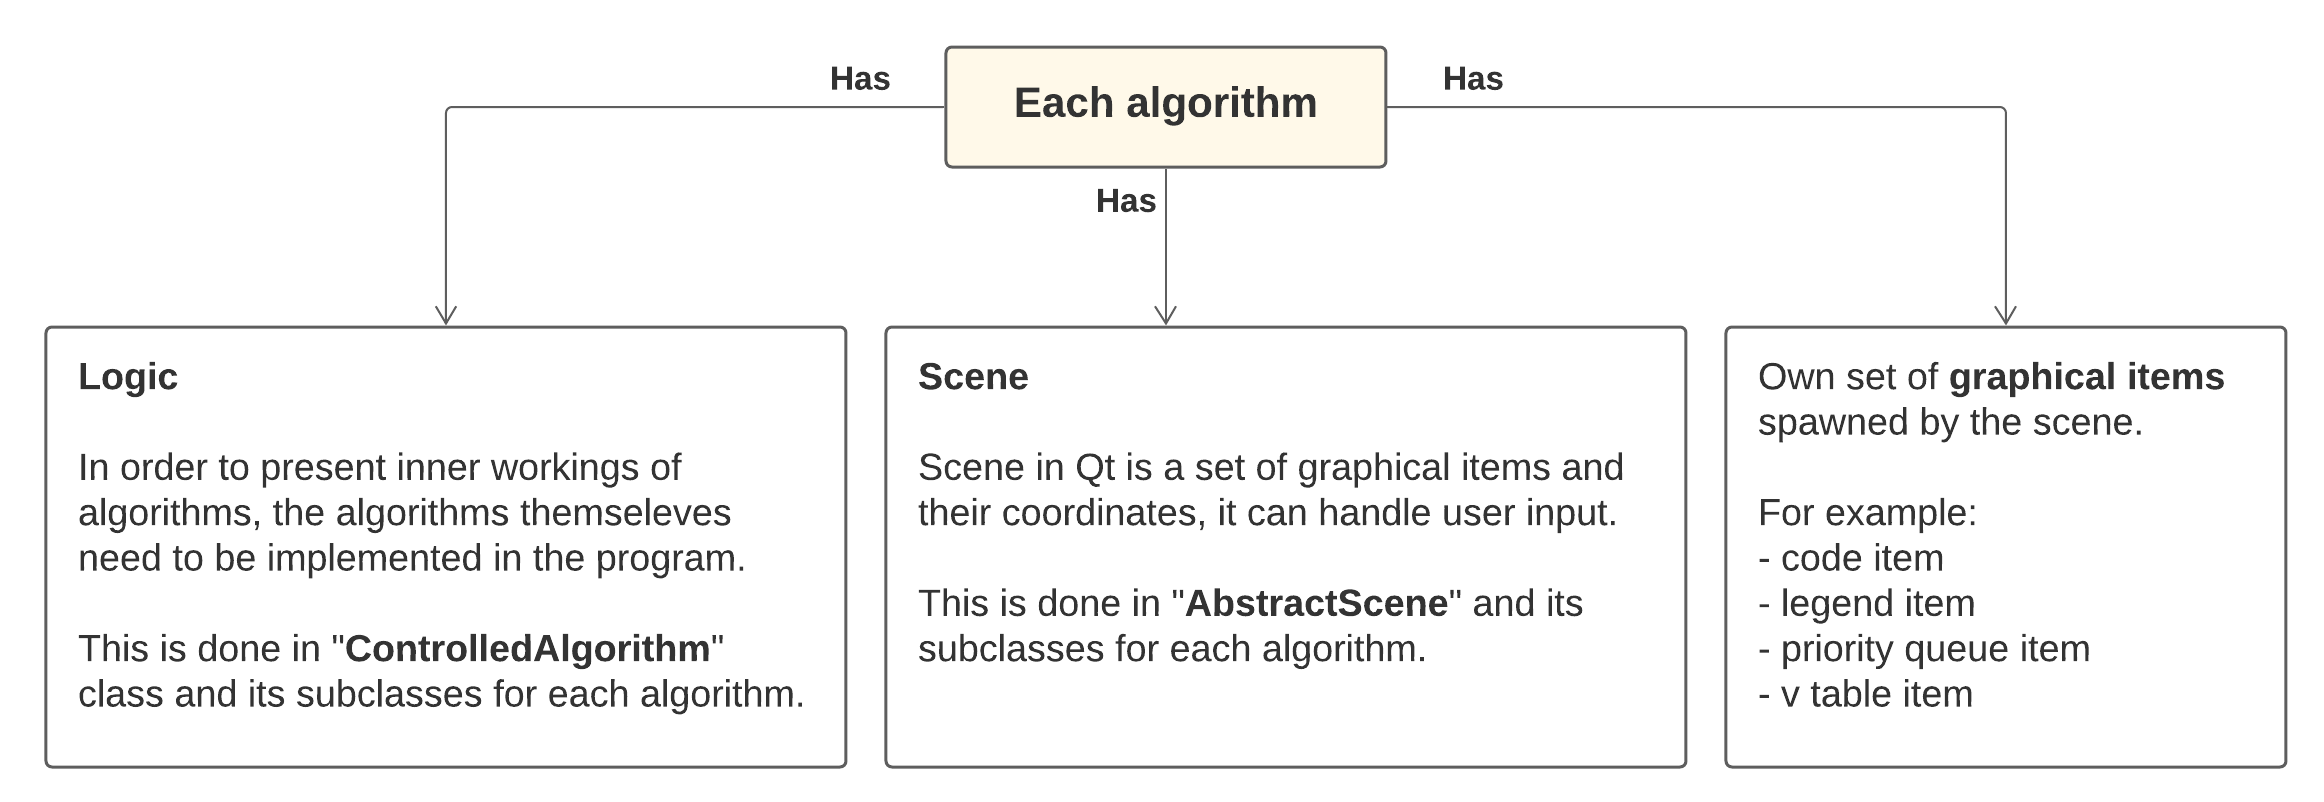 Has
Each algorithm
Has
Has
Logic
In order to present inner workings of
algorithms, the algorithms themseleves
need to be implemented in the program.
This is done in "ControlledAlgorithm"
class and its subclasses for each algorithm.
Scene
Scene in Qt is a set of graphical items and
their coordinates, it can handle user input.
This is done in "AbstractScene" and its
subclasses for each algorithm.
Own set of graphical items
spawned by the scene.
For example:
- code item
- legend item
- priority queue item
- v table item